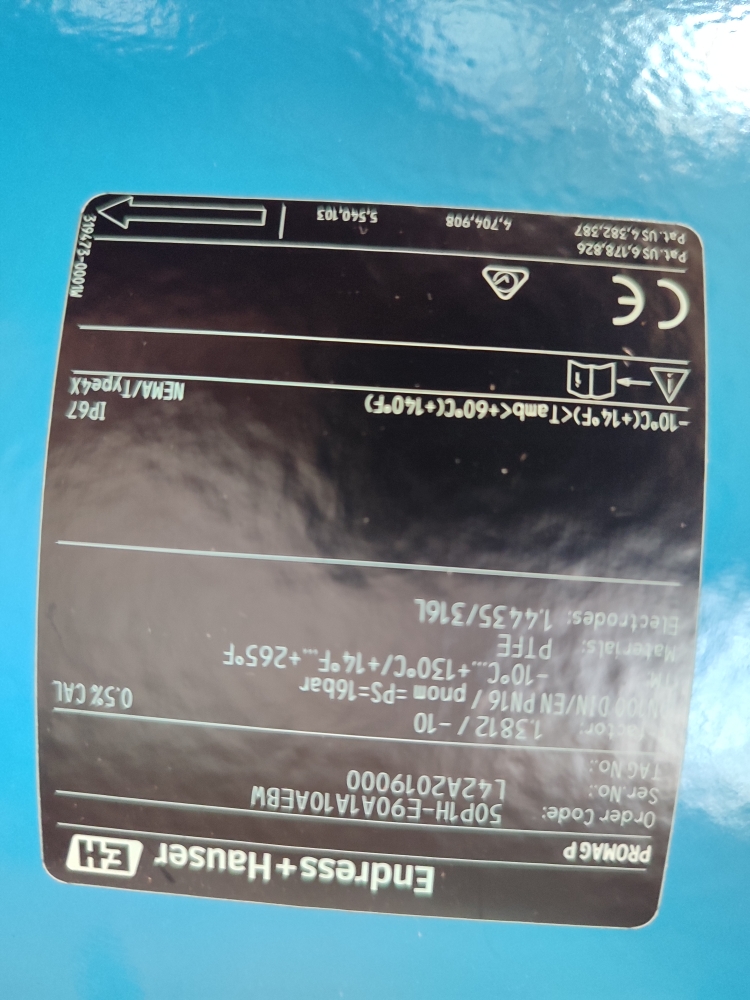 Endress+Hauser EH
PROMAG P
Order Code: 50P1H-E90A1A10AEBW
Ser.No.: L42A2019000
TAG No.:
1.3812 / -10
DIN/EN PN16 / pnom =PS=16bar 0.5% CAL
-10°C...+130°C/+14°F...+265°F
Materials: PTFE
Electrodes: 1.4435/316L
-10°C(+14°F)<Tamb<+60°C(+140°F) IP67
NEMA/Type4X
i i
CE
Pat. US 6,178,826
Pat. US 4,382,387 4,704,908 5,540,103
319473-0001W